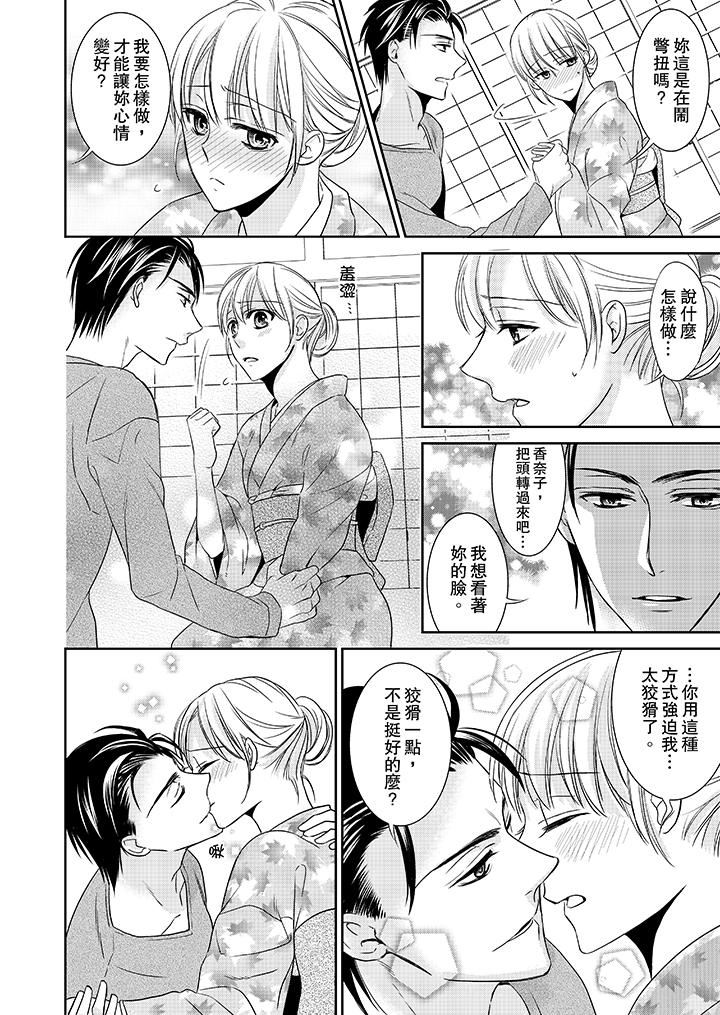 妳這是在鬧
彆扭嗎？
我要怎樣做，
才能讓妳心情
變好？
說什麼
怎樣做…
羞澀…
香奈子，
把頭轉過來吧…
我想看著
妳的臉。
…你用這種
方式強迫我…
太狡猾了。
狡猾一點，
不是挺好的麼？